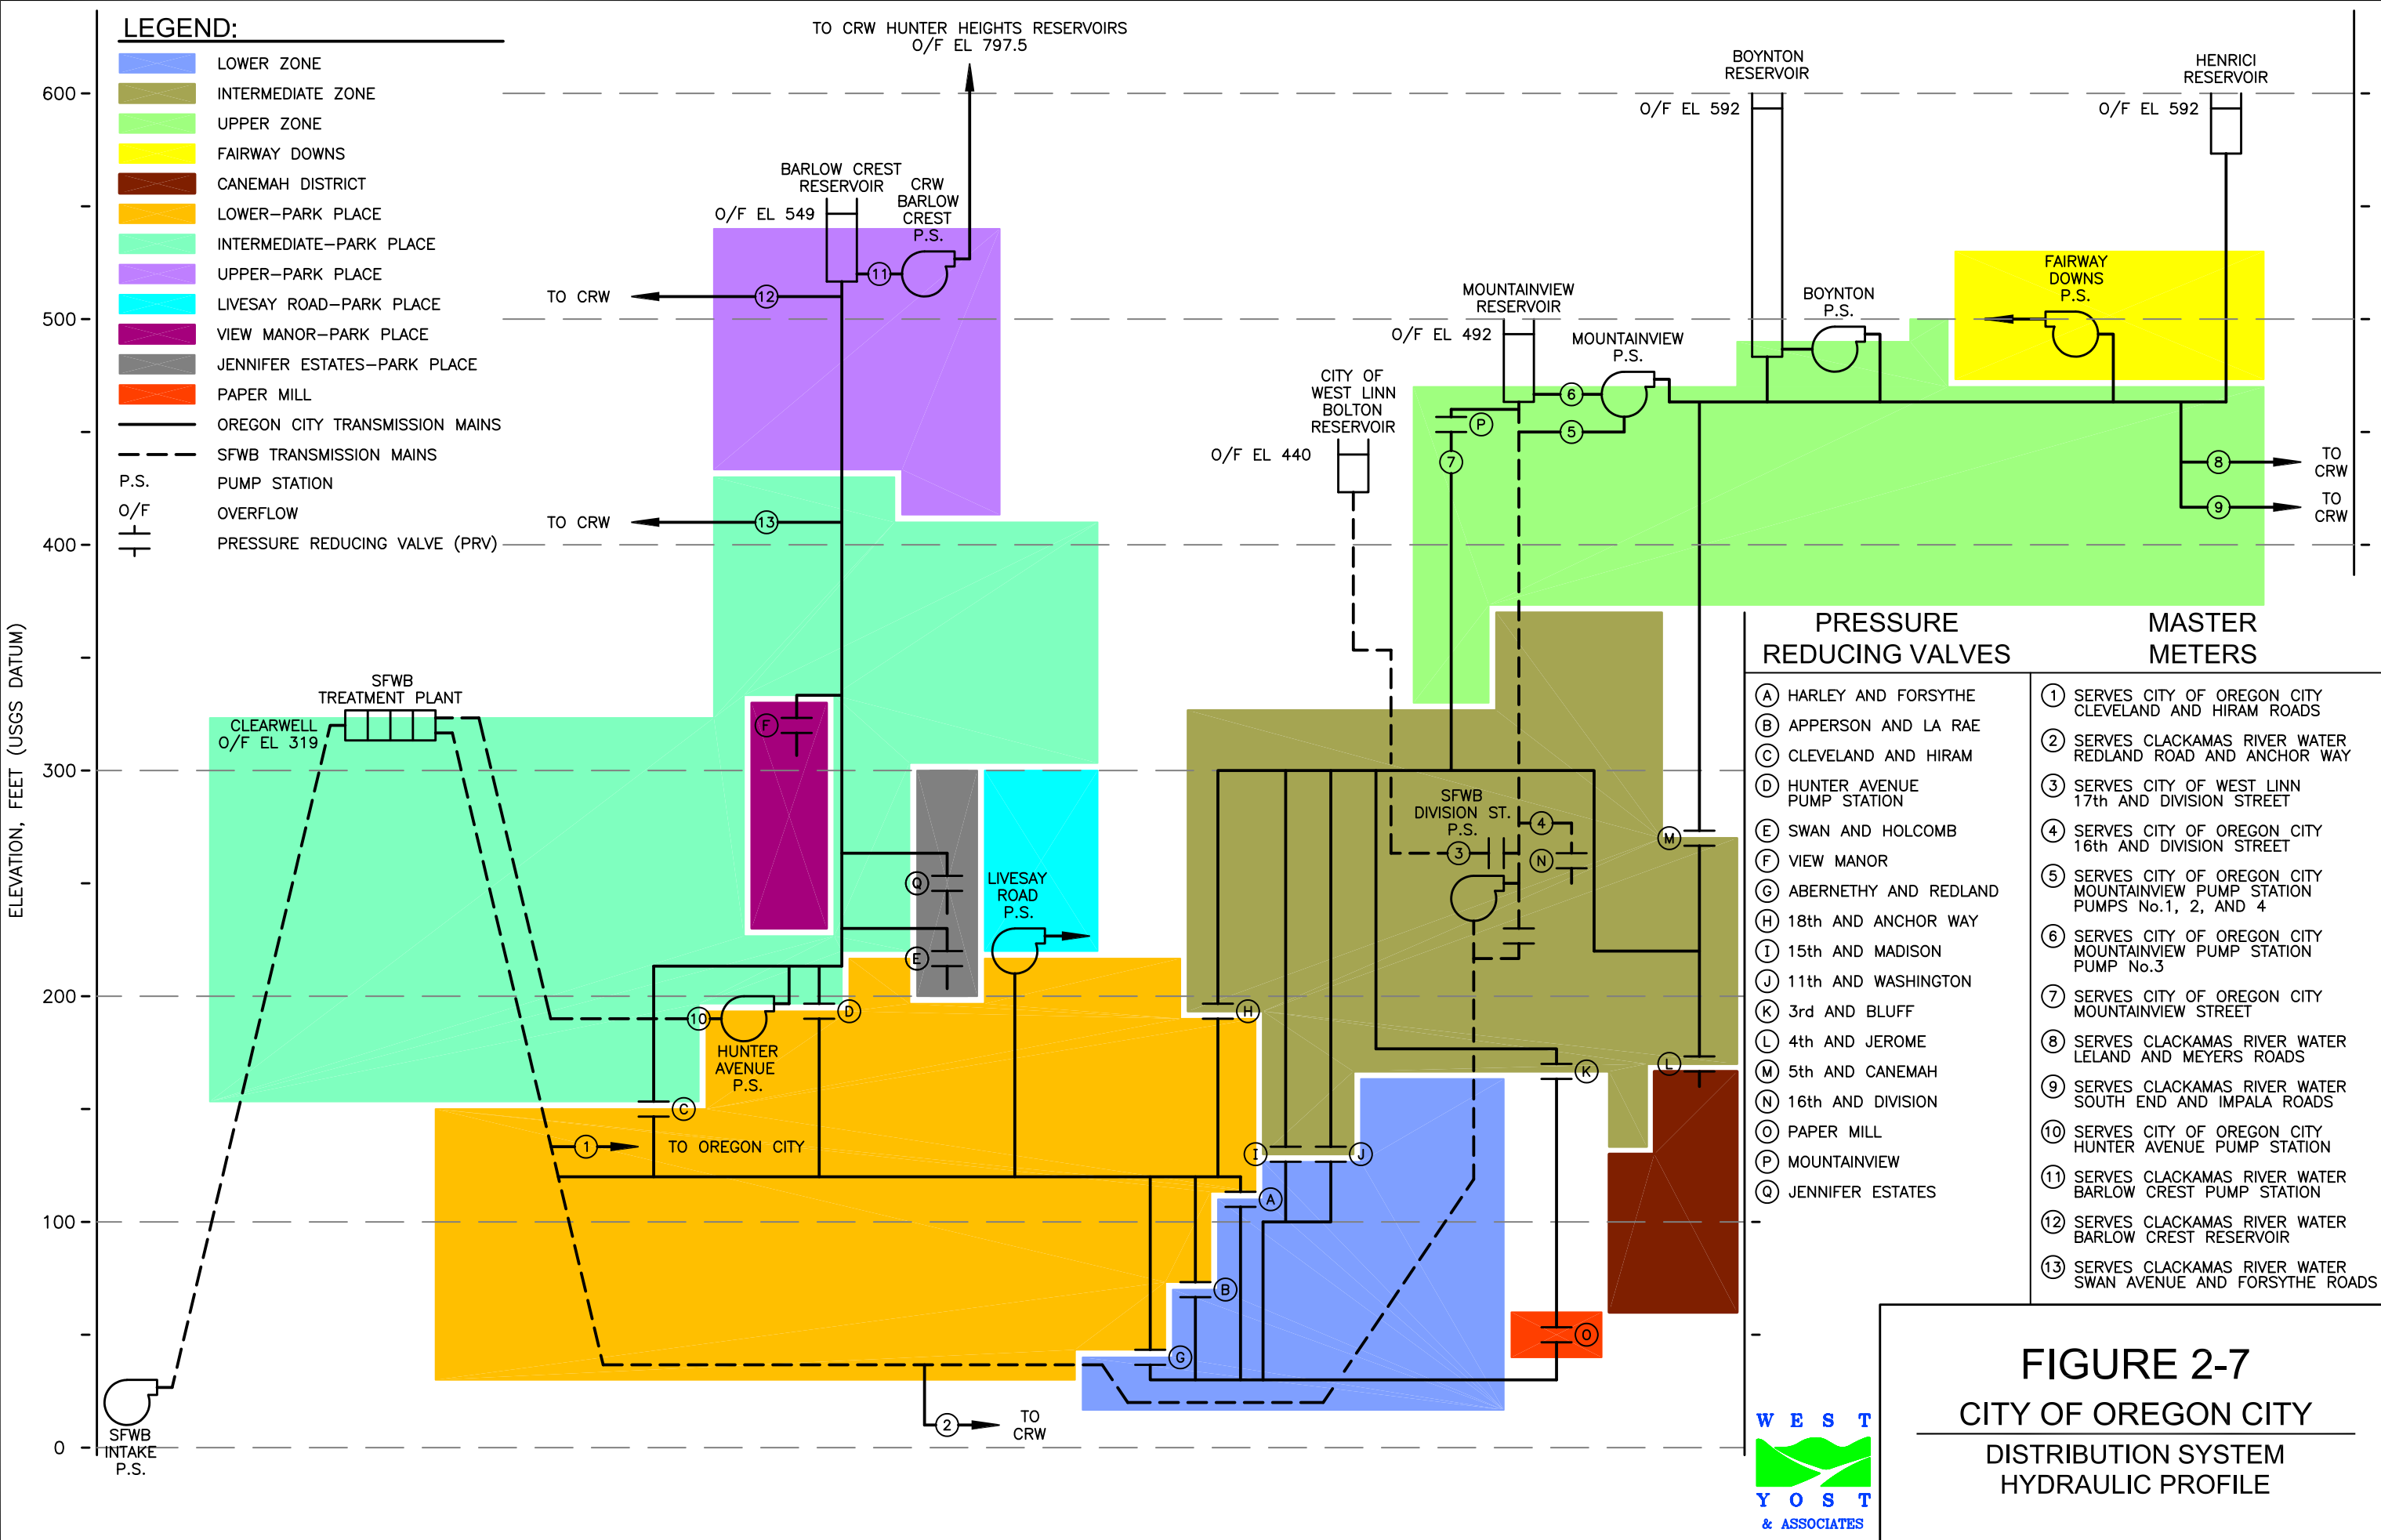 LEGEND:
LOWER ZONE
INTERMEDIATE ZONE
UPPER ZONE
FAIRWAY DOWNS
CANEMAH DISTRICT
LOWER-PARK PLACE
INTERMEDIATE-PARK PLACE
UPPER-PARK PLACE
LIVESAY ROAD-PARK PLACE
VIEW MANOR-PARK PLACE
JENNIFER ESTATES-PARK PLACE
PAPER MILL
OREGON CITY TRANSMISSION MAINS
SFWB TRANSMISSION MAINS
P.S. PUMP STATION
O/F OVERFLOW
PRESSURE REDUCING VALVE (PRV)
ELEVATION, FEET (USGS DATUM)
600
500
400
300
200
100
0
TO CRW HUNTER HEIGHTS RESERVOIRS
O/F EL 797.5
BARLOW CREST
RESERVOIR
O/F EL 549
CRW
BARLOW
CREST
P.S.
11
TO CRW
12
TO CRW
13
BOYNTON
RESERVOIR
O/F EL 592
HENRICI
RESERVOIR
O/F EL 592
MOUNTAINVIEW
RESERVOIR
O/F EL 492
MOUNTAINVIEW
P.S.
BOYNTON
P.S.
FAIRWAY
DOWNS
P.S.
CITY OF
WEST LINN
BOLTON
RESERVOIR
O/F EL 440
P
6
5
7
8
TO
CRW
9
TO
CRW
SFWB
TREATMENT PLANT
CLEARWELL
O/F EL 319
F
Q
E
LIVESAY
ROAD
P.S.
SFWB
DIVISION ST.
P.S.
4
3
N
M
10
HUNTER
AVENUE
P.S.
D
H
C
K
L
1
TO OREGON CITY
I
J
A
B
G
O
2
TO
CRW
SFWB
INTAKE
P.S.
PRESSURE
REDUCING VALVES
A HARLEY AND FORSYTHE
B APPERSON AND LA RAE
C CLEVELAND AND HIRAM
D HUNTER AVENUE
PUMP STATION
E SWAN AND HOLCOMB
F VIEW MANOR
G ABERNETHY AND REDLAND
H 18th AND ANCHOR WAY
I 15th AND MADISON
J 11th AND WASHINGTON
K 3rd AND BLUFF
L 4th AND JEROME
M 5th AND CANEMAH
N 16th AND DIVISION
O PAPER MILL
P MOUNTAINVIEW
Q JENNIFER ESTATES
MASTER
METERS
1 SERVES CITY OF OREGON CITY
CLEVELAND AND HIRAM ROADS
2 SERVES CLACKAMAS RIVER WATER
REDLAND ROAD AND ANCHOR WAY
3 SERVES CITY OF WEST LINN
17th AND DIVISION STREET
4 SERVES CITY OF OREGON CITY
16th AND DIVISION STREET
5 SERVES CITY OF OREGON CITY
MOUNTAINVIEW PUMP STATION
PUMPS No.1, 2, AND 4
6 SERVES CITY OF OREGON CITY
MOUNTAINVIEW PUMP STATION
PUMP No.3
7 SERVES CITY OF OREGON CITY
MOUNTAINVIEW STREET
8 SERVES CLACKAMAS RIVER WATER
LELAND AND MEYERS ROADS
9 SERVES CLACKAMAS RIVER WATER
SOUTH END AND IMPALA ROADS
10 SERVES CITY OF OREGON CITY
HUNTER AVENUE PUMP STATION
11 SERVES CLACKAMAS RIVER WATER
BARLOW CREST PUMP STATION
12 SERVES CLACKAMAS RIVER WATER
BARLOW CREST RESERVOIR
13 SERVES CLACKAMAS RIVER WATER
SWAN AVENUE AND FORSYTHE ROADS
WEST
YOST
& ASSOCIATES
FIGURE 2-7
CITY OF OREGON CITY
DISTRIBUTION SYSTEM
HYDRAULIC PROFILE